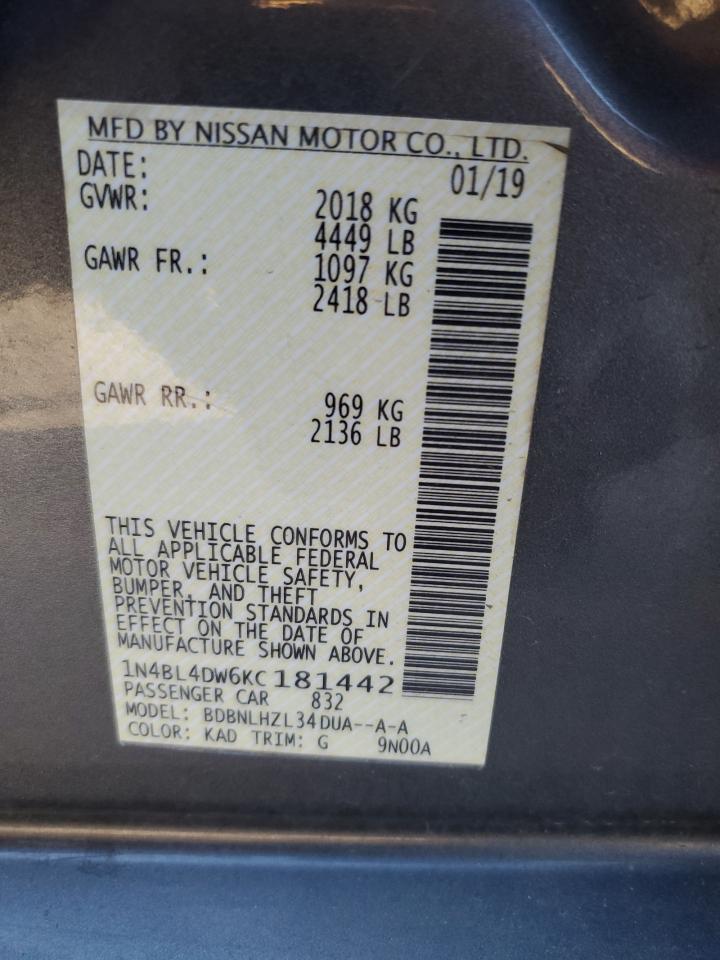 MFD BY NISSAN MOTOR CO., LTD.
DATE: 01/19
GVWR: 2018 KG
4449 LB
GAWR FR.: 1097 KG
2418 LB
GAWR RR.: 969 KG
2136 LB
THIS VEHICLE CONFORMS TO
ALL APPLICABLE FEDERAL
MOTOR VEHICLE SAFETY,
BUMPER, AND THEFT
PREVENTION STANDARDS IN
EFFECT ON THE DATE OF
MANUFACTURE SHOWN ABOVE.
1N4BL4DW6KC181442
PASSENGER CAR 832
MODEL: BDBNLHZL34DUA--A-A
COLOR: KAD TRIM: G 9N00A